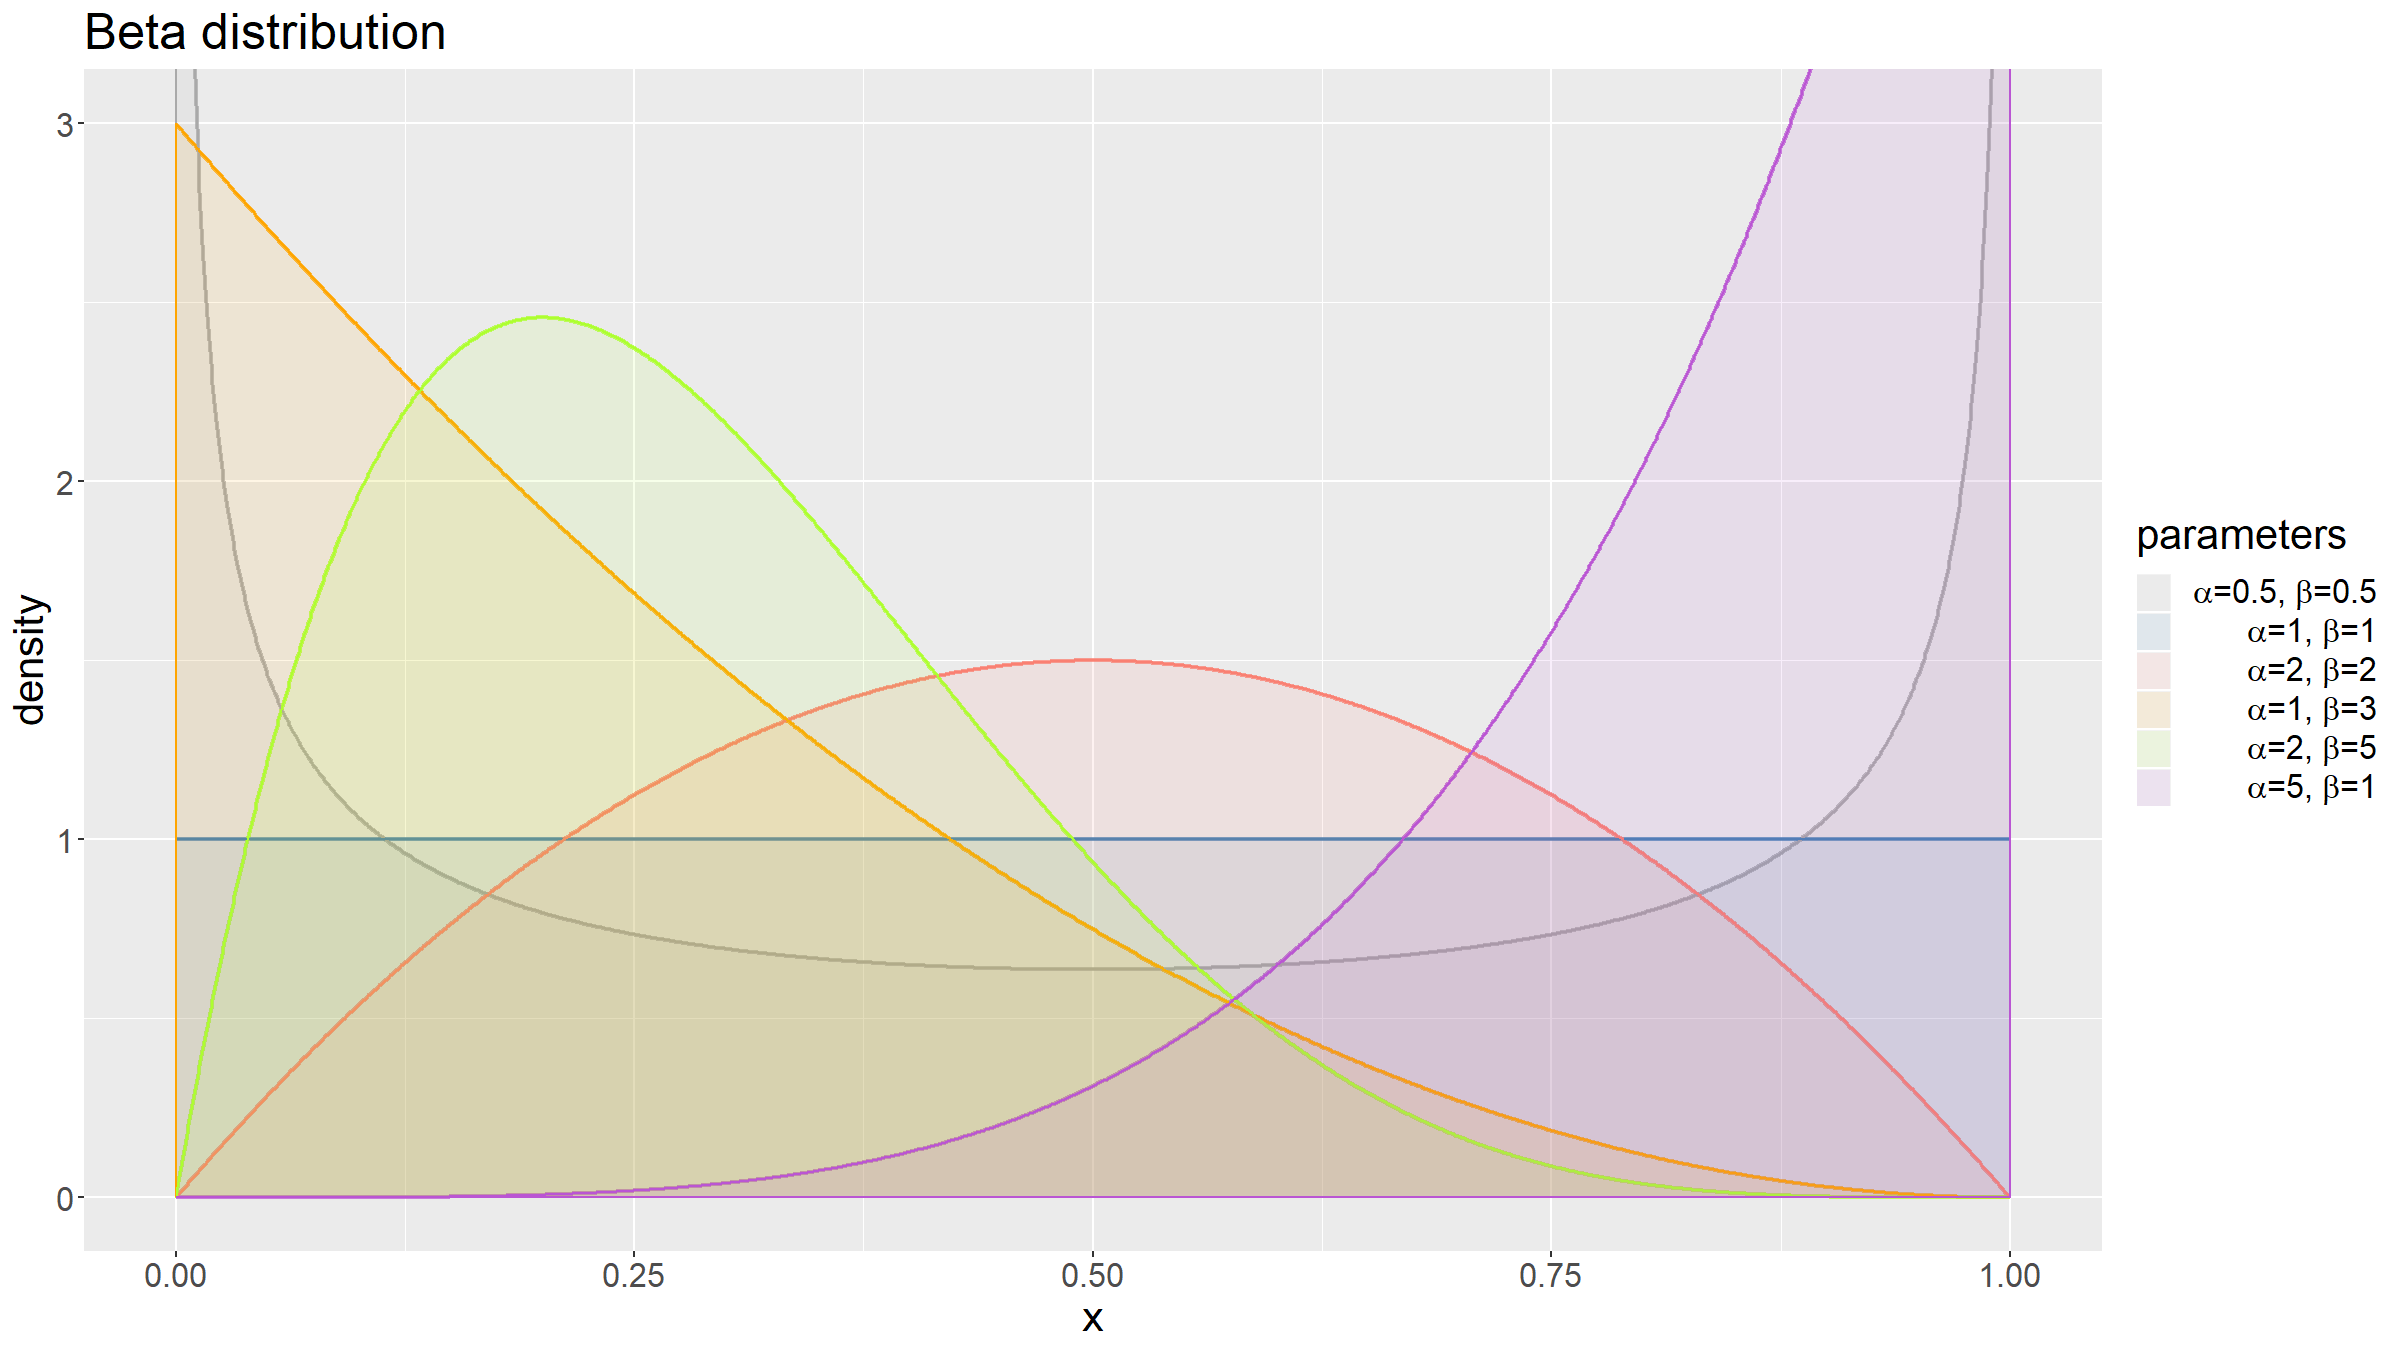 Beta distribution
3
2
1
0
density
0.00 0.25 0.50 0.75 1.00
x
parameters
α=0.5, β=0.5
α=1, β=1
α=2, β=2
α=1, β=3
α=2, β=5
α=5, β=1